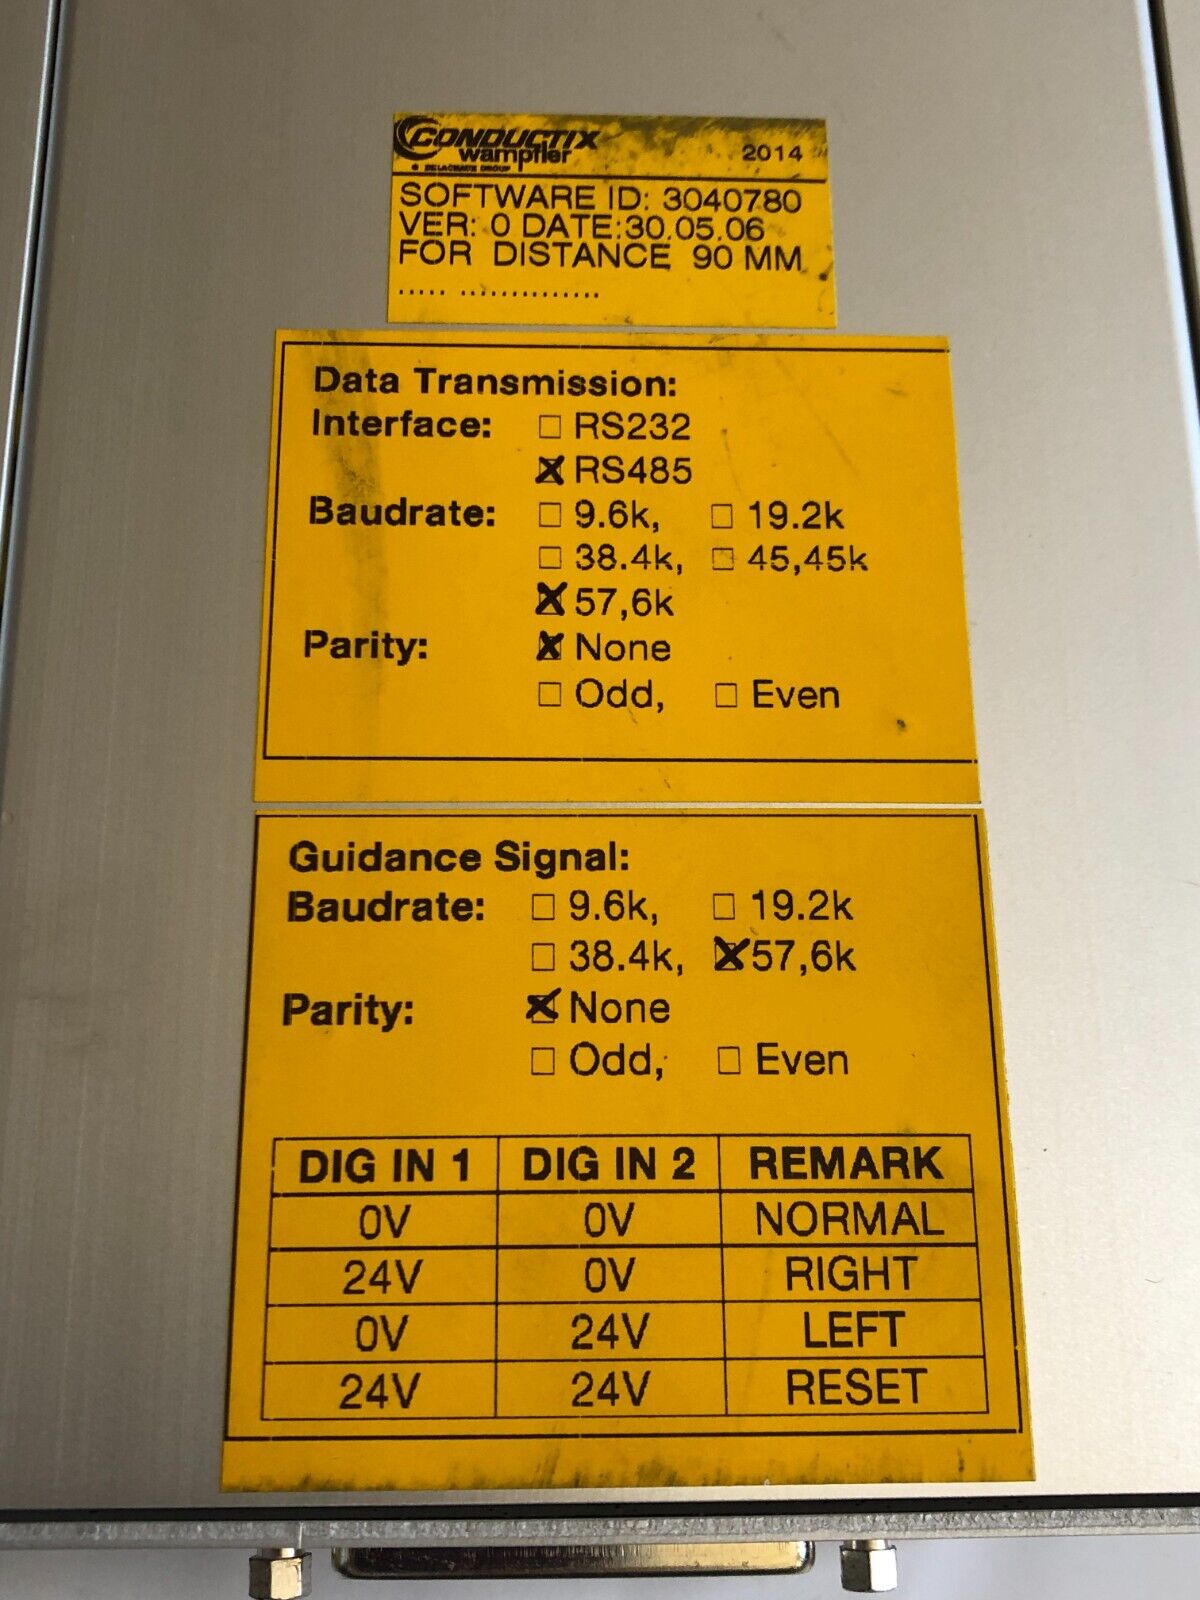 CONDUCTIX
wampfler
DELACHAUX GROUP
2014
SOFTWARE ID: 3040780
VER: 0 DATE:30.05.06
FOR DISTANCE 90 MM
..... ..............
Data Transmission:
Interface: ☐ RS232
☒ RS485
Baudrate: ☐ 9.6k, ☐ 19.2k
☐ 38.4k, ☐ 45,45k
☒ 57,6k
Parity: ☒ None
☐ Odd, ☐ Even
Guidance Signal:
Baudrate: ☐ 9.6k, ☐ 19.2k
☐ 38.4k, ☒ 57,6k
Parity: ☒ None
☐ Odd, ☐ Even
DIG IN 1 DIG IN 2 REMARK
0V 0V NORMAL
24V 0V RIGHT
0V 24V LEFT
24V 24V RESET